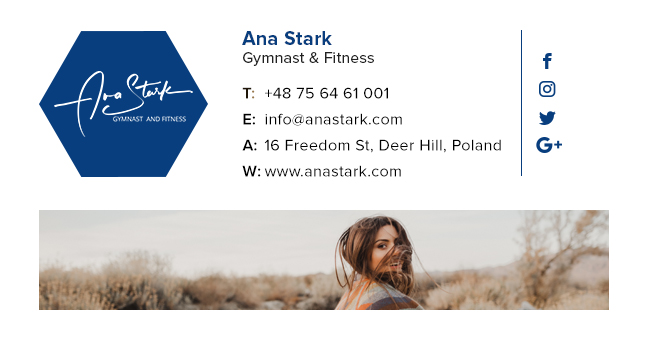 Ana Stark
GYMNAST AND FITNESS
Ana Stark
Gymnast & Fitness
T: +48 75 64 61 001
E: info@anastark.com
A: 16 Freedom St, Deer Hill, Poland
W: www.anastark.com
G+